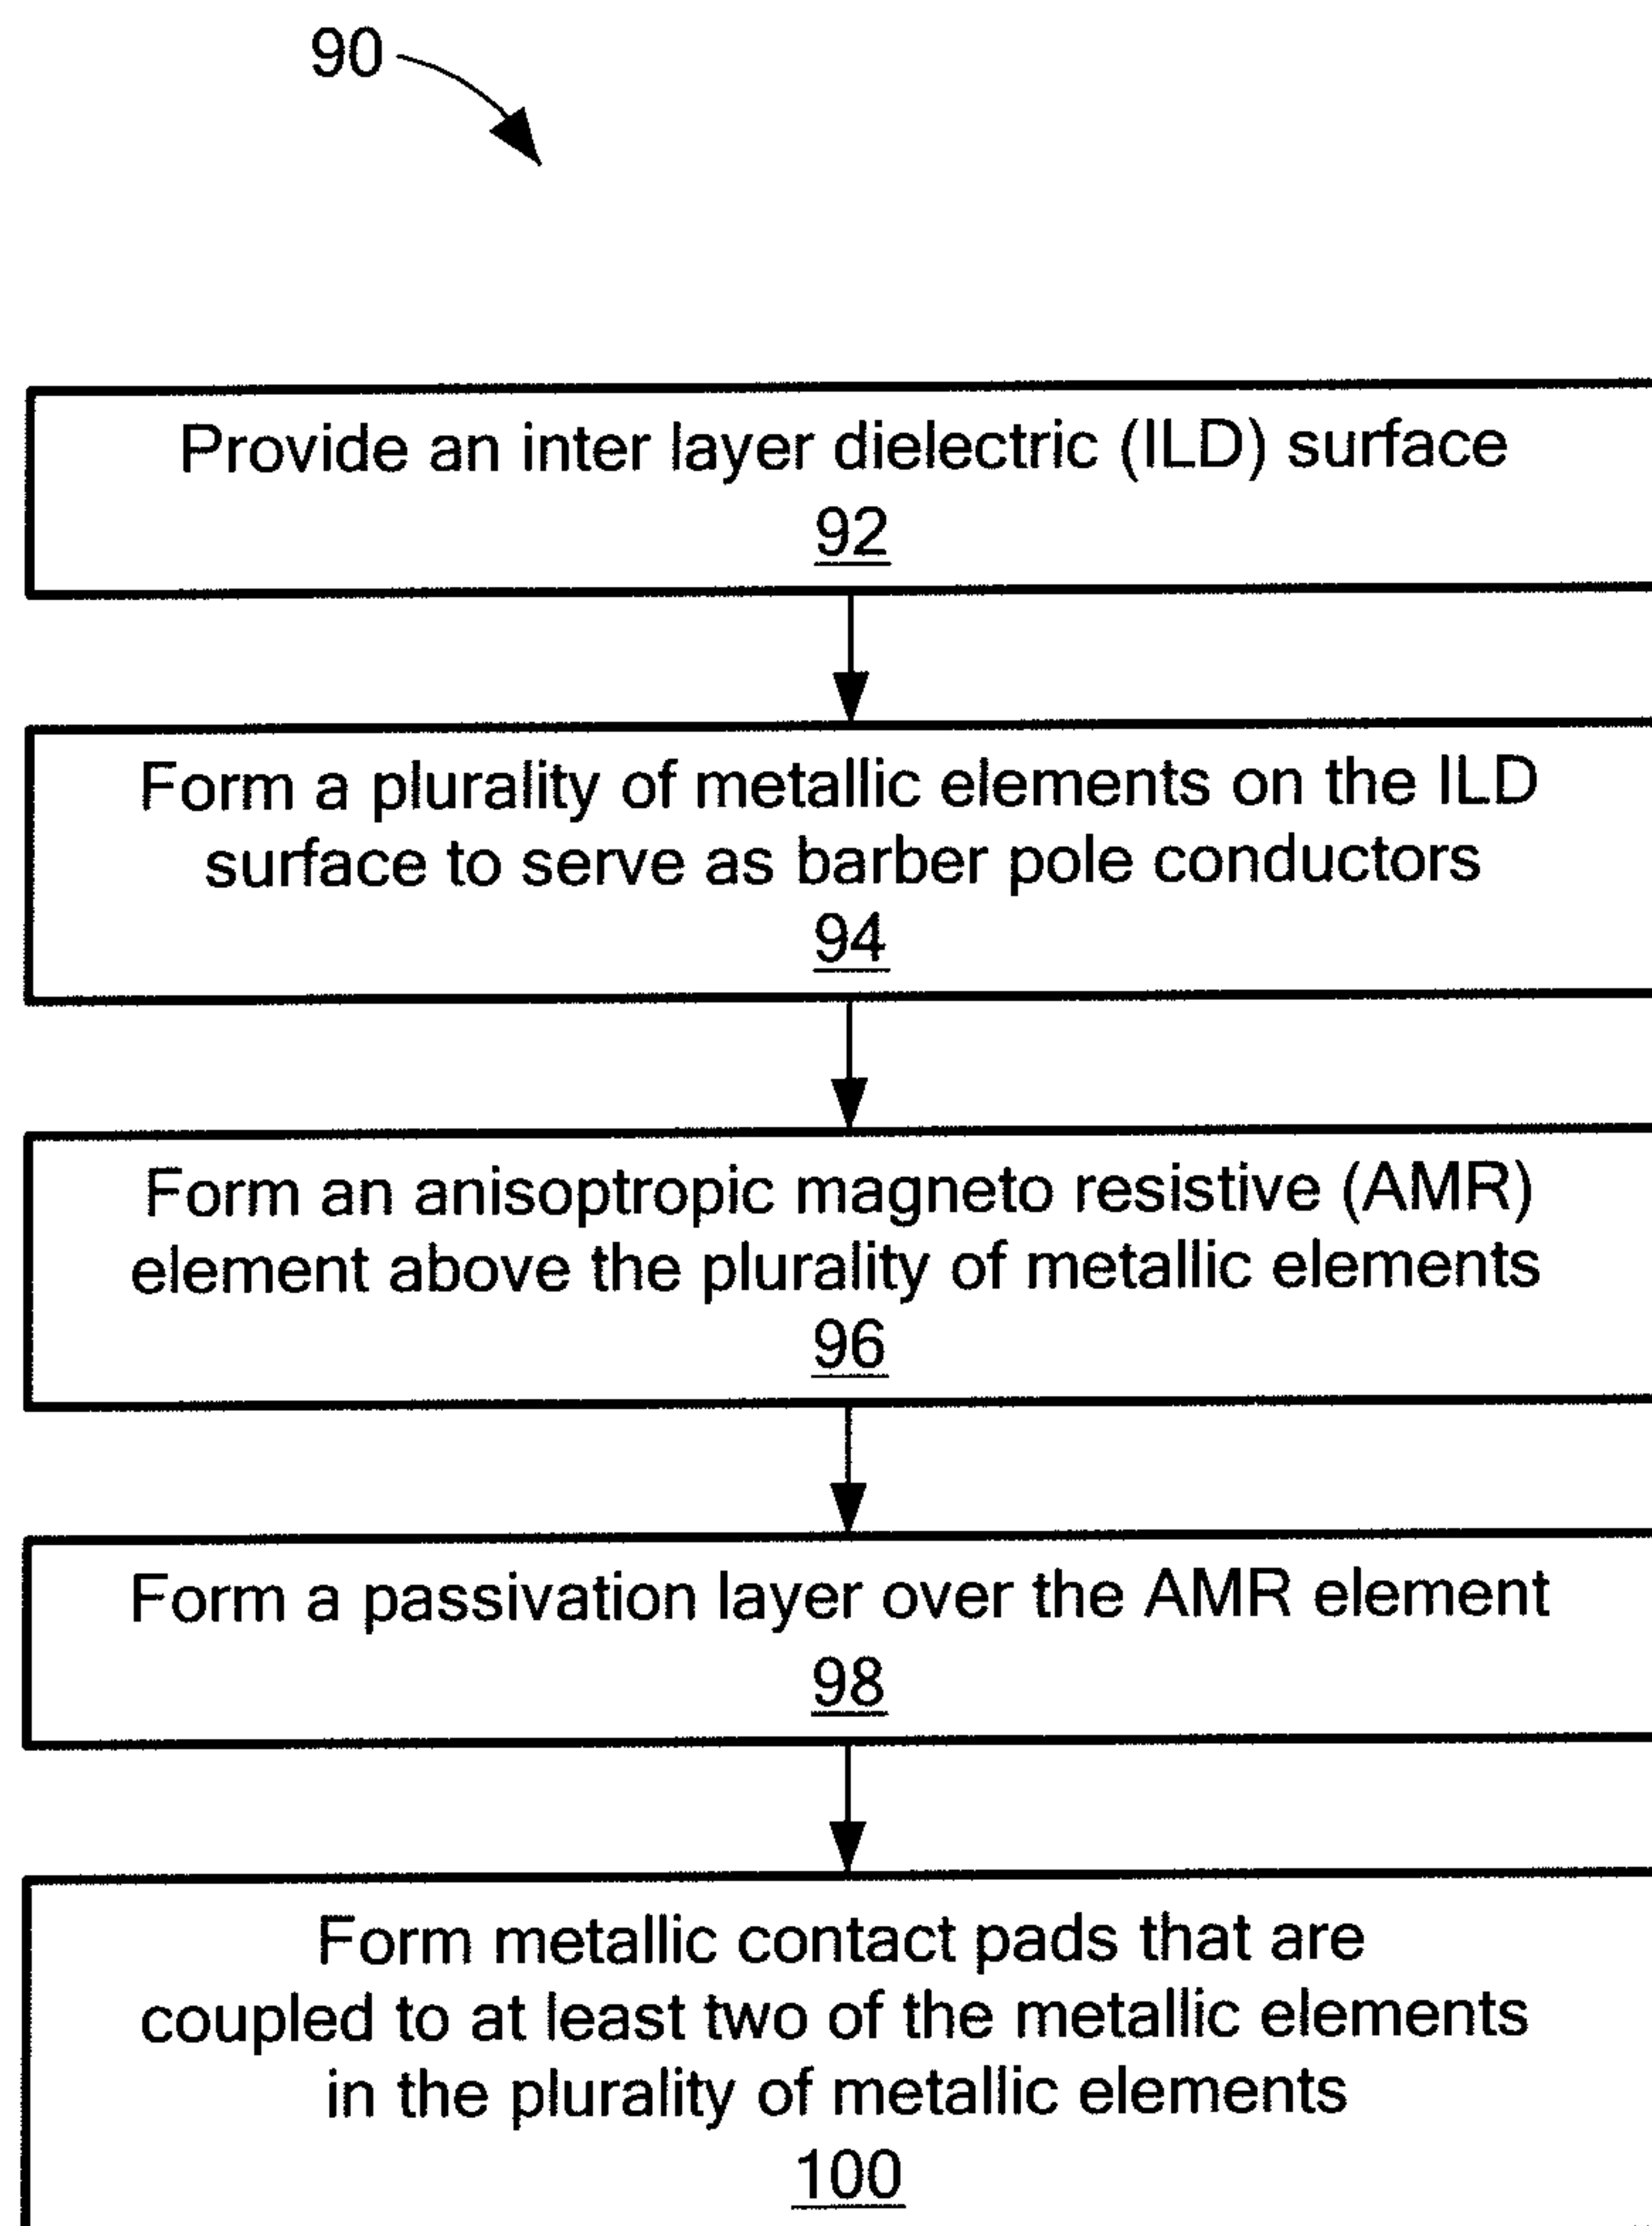 90
Provide an inter layer dielectric (ILD) surface
92
Form a plurality of metallic elements on the ILD
surface to serve as barber pole conductors
94
Form an anisoptropic magneto resistive (AMR)
element above the plurality of metallic elements
96
Form a passivation layer over the AMR element
98
Form metallic contact pads that are
coupled to at least two of the metallic elements
in the plurality of metallic elements
100